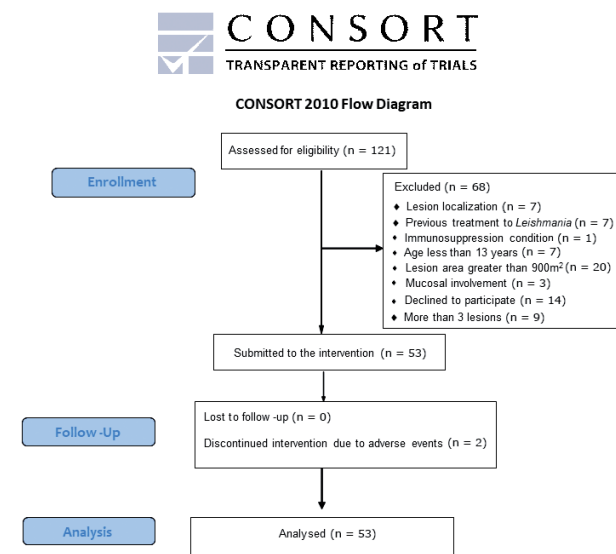 CONSORT
TRANSPARENT REPORTING of TRIALS
CONSORT 2010 Flow Diagram
Assessed for eligibility (n = 121)
Enrollment
Excluded (n = 68)
♦ Lesion localization (n = 7)
♦ Previous treatment to Leishmania (n = 7)
♦ Immunosuppression condition (n = 1)
♦ Age less than 13 years (n = 7)
♦ Lesion area greater than 900m² (n = 20)
♦ Mucosal involvement (n = 3)
♦ Declined to participate (n = 14)
♦ More than 3 lesions (n = 9)
Submitted to the intervention (n = 53)
Follow-Up
Lost to follow -up (n = 0)
Discontinued intervention due to adverse events (n = 2)
Analysis
Analysed (n = 53)